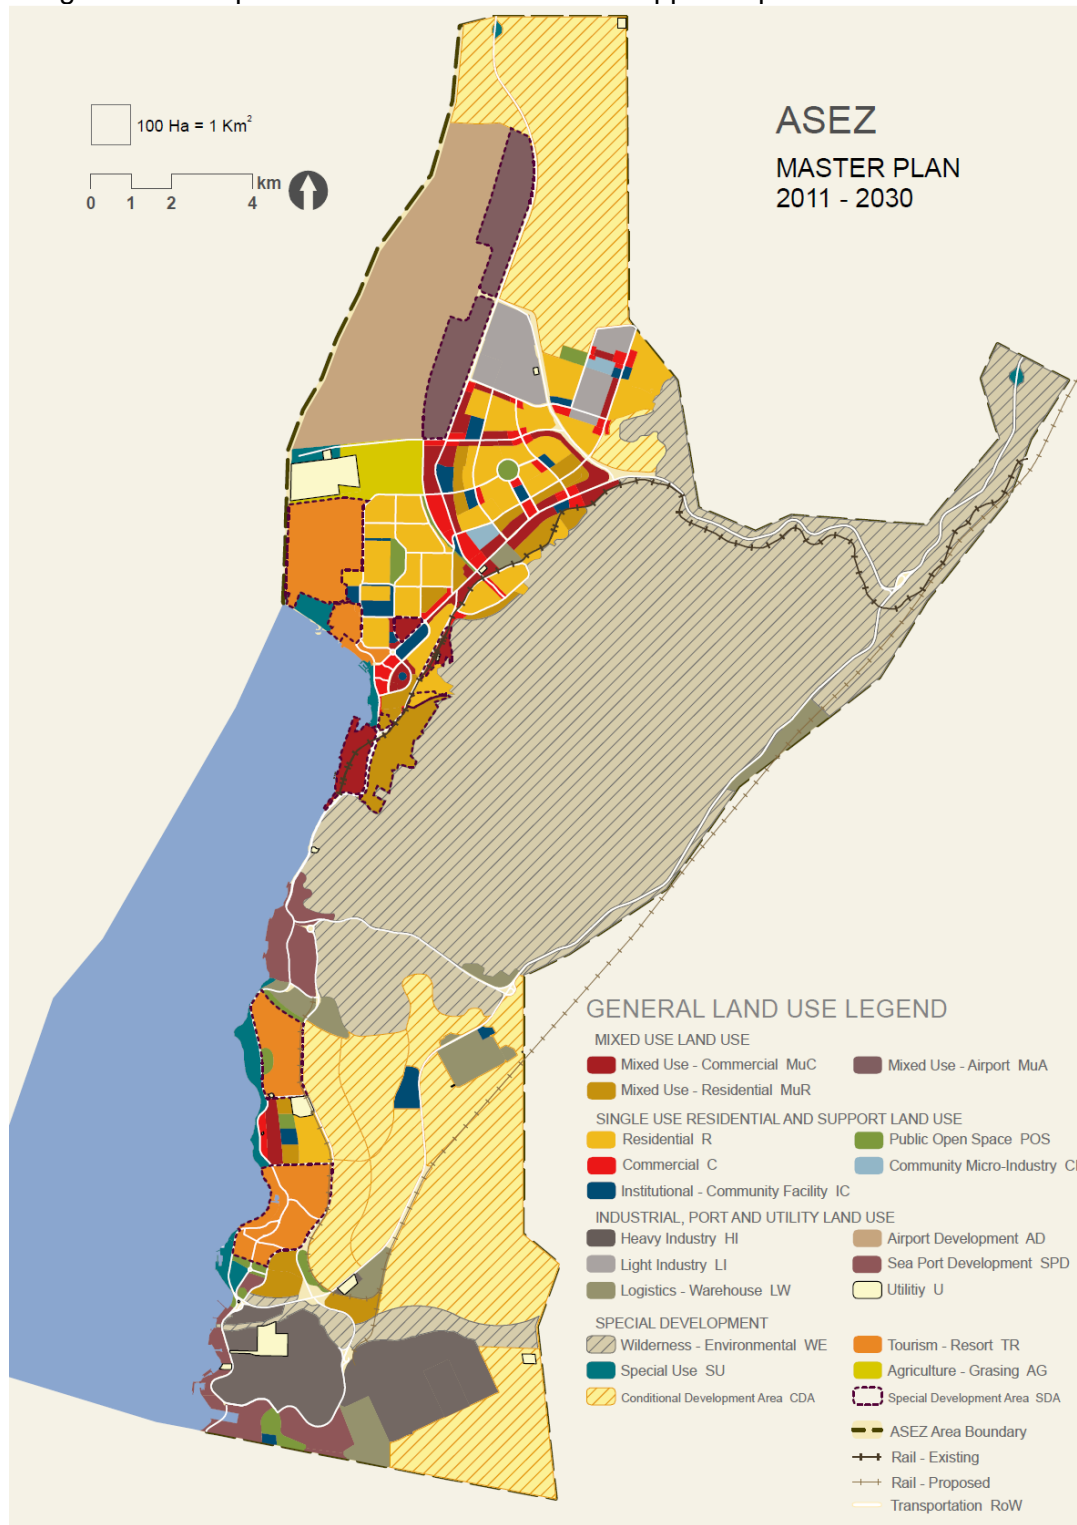 100 Ha = 1 Km²
km
0 1 2 4
ASEZ
MASTER PLAN
2011 - 2030
GENERAL LAND USE LEGEND
MIXED USE LAND USE
Mixed Use - Commercial MuC
Mixed Use - Airport MuA
Mixed Use - Residential MuR
SINGLE USE RESIDENTIAL AND SUPPORT LAND USE
Residential R
Public Open Space POS
Commercial C
Community Micro-Industry
Institutional - Community Facility IC
INDUSTRIAL, PORT AND UTILITY LAND USE
Heavy Industry HI
Airport Development AD
Light Industry LI
Sea Port Development SPD
Logistics - Warehouse LW
Utilitiy U
SPECIAL DEVELOPMENT
Wilderness - Environmental WE
Tourism - Resort TR
Special Use SU
Agriculture - Grasing AG
Conditional Development Area CDA
Special Development Area SDA
ASEZ Area Boundary
Rail - Existing
Rail - Proposed
Transportation RoW